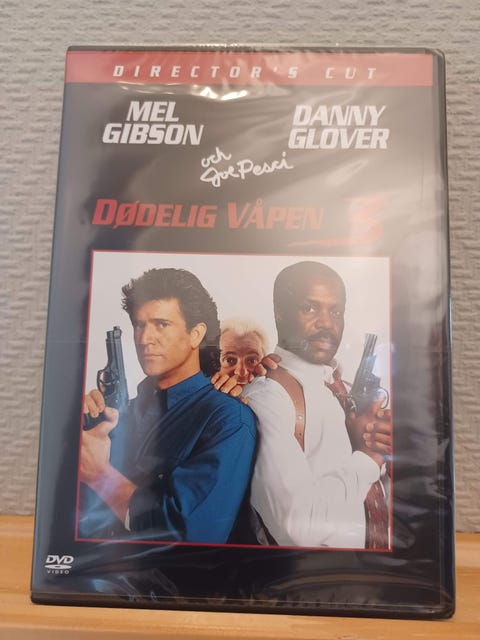 DIRECTOR'S CUT
MEL
GIBSON
DANNY
GLOVER
och
Joe Pesci
DØDELIG VÅPEN 3
DVD
VIDEO